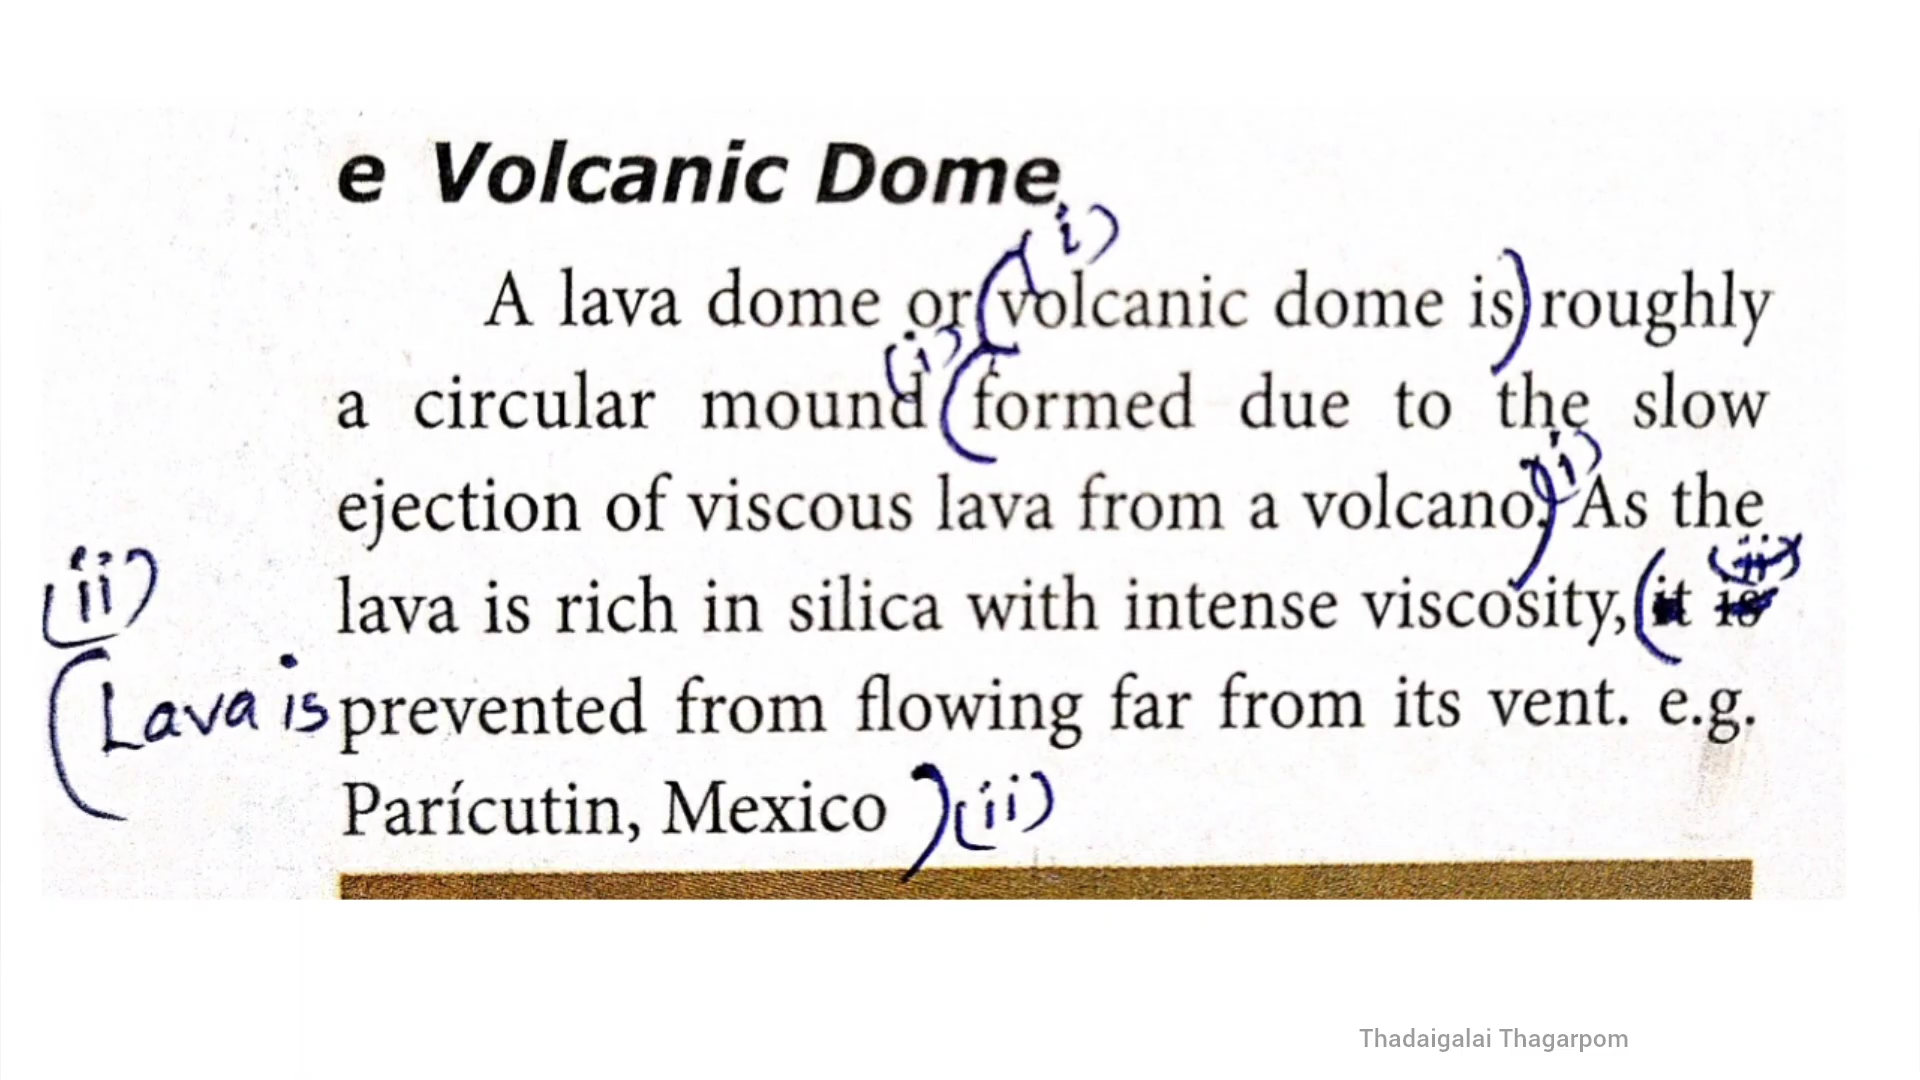 e Volcanic Dome
(i)
A lava dome or (volcanic dome is) roughly
(i)
a circular mound (formed due to the slow
(i)
ejection of viscous lava from a volcano.) As the
(ii)
lava is rich in silica with intense viscosity, (it is
(ii)
(Lava is prevented from flowing far from its vent. e.g.
Parícutin, Mexico ) (ii)
Thadaigalai Thagarpom